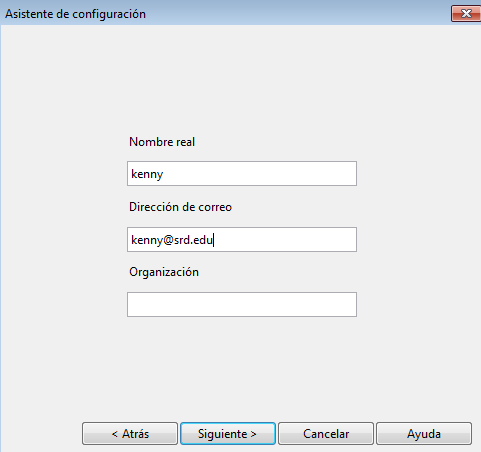 Asistente de configuración
Nombre real
kenny
Dirección de correo
kenny@srd.edu
Organización
< Atrás
Siguiente >
Cancelar
Ayuda